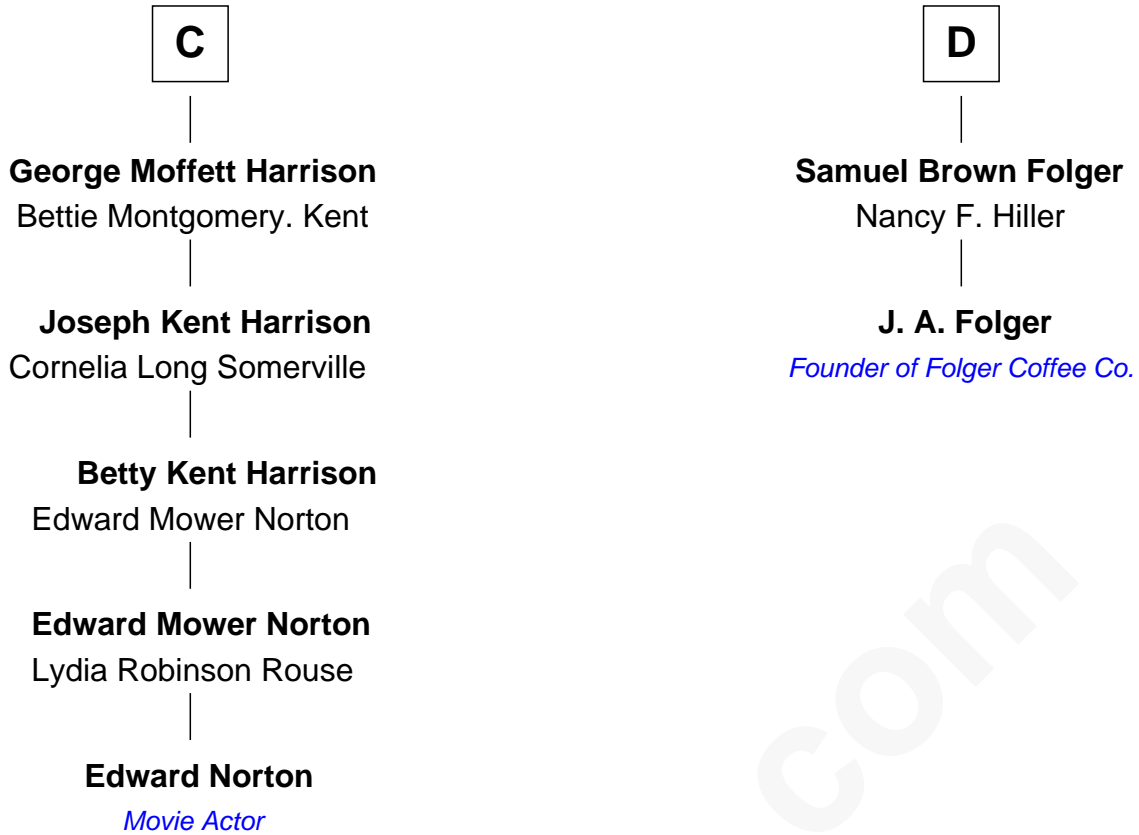 C
George Moffett Harrison
Bettie Montgomery. Kent
Joseph Kent Harrison
Cornelia Long Somerville
Betty Kent Harrison
Edward Mower Norton
Edward Mower Norton
Lydia Robinson Rouse
Edward Norton
Movie Actor
D
Samuel Brown Folger
Nancy F. Hiller
J. A. Folger
Founder of Folger Coffee Co.
com